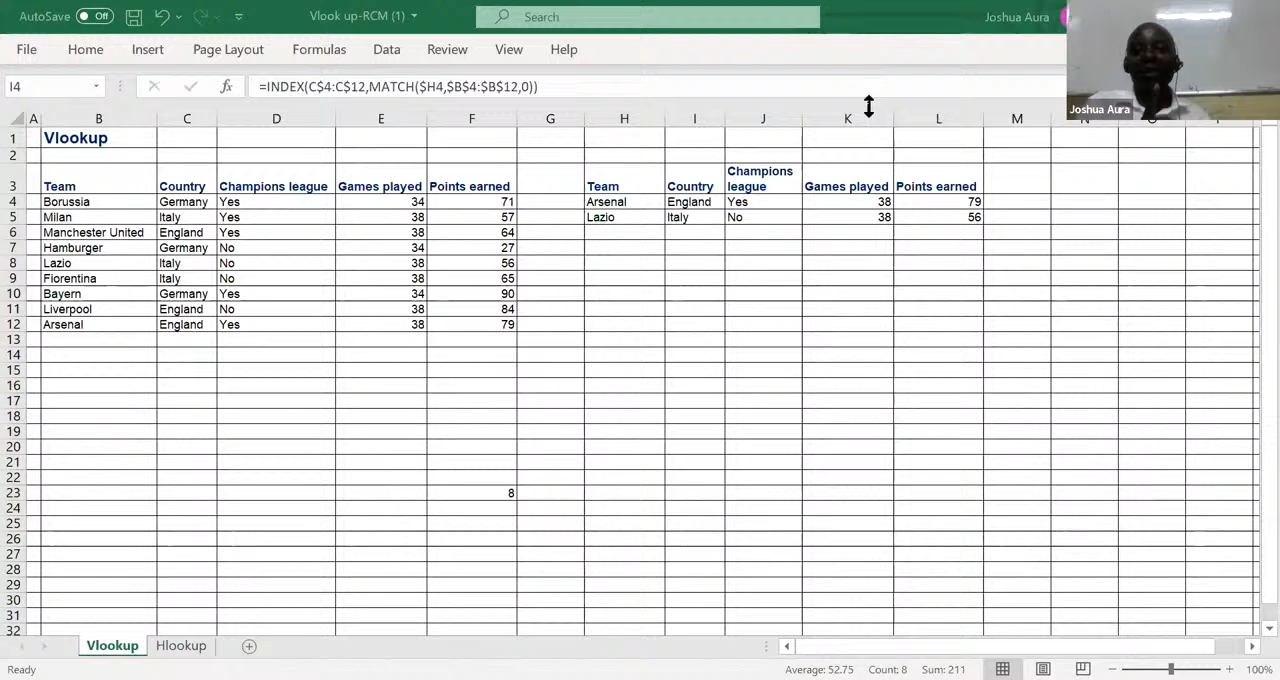 AutoSave Off Vlook up-RCM (1) Search Joshua Aura
File Home Insert Page Layout Formulas Data Review View Help
Joshua Aura
I4 fx =INDEX(C$4:C$12,MATCH($H4,$B$4:$B$12,0))
A B C D E F G H I J K L M
1 Vlookup
2
Champions
3 Team Country Champions league Games played Points earned Team Country league Games played Points earned
4 Borussia Germany Yes 34 71 Arsenal England Yes 38 79
5 Milan Italy Yes 38 57 Lazio Italy No 38 56
6 Manchester United England Yes 38 64
7 Hamburger Germany No 34 27
8 Lazio Italy No 38 56
9 Fiorentina Italy No 38 65
10 Bayern Germany Yes 34 90
11 Liverpool England No 38 84
12 Arsenal England Yes 38 79
13
14
15
16
17
18
19
20
21
22
23 8
24
25
26
27
28
29
30
31
32
Vlookup Hlookup
Ready Average: 52.75 Count: 8 Sum: 211 100%